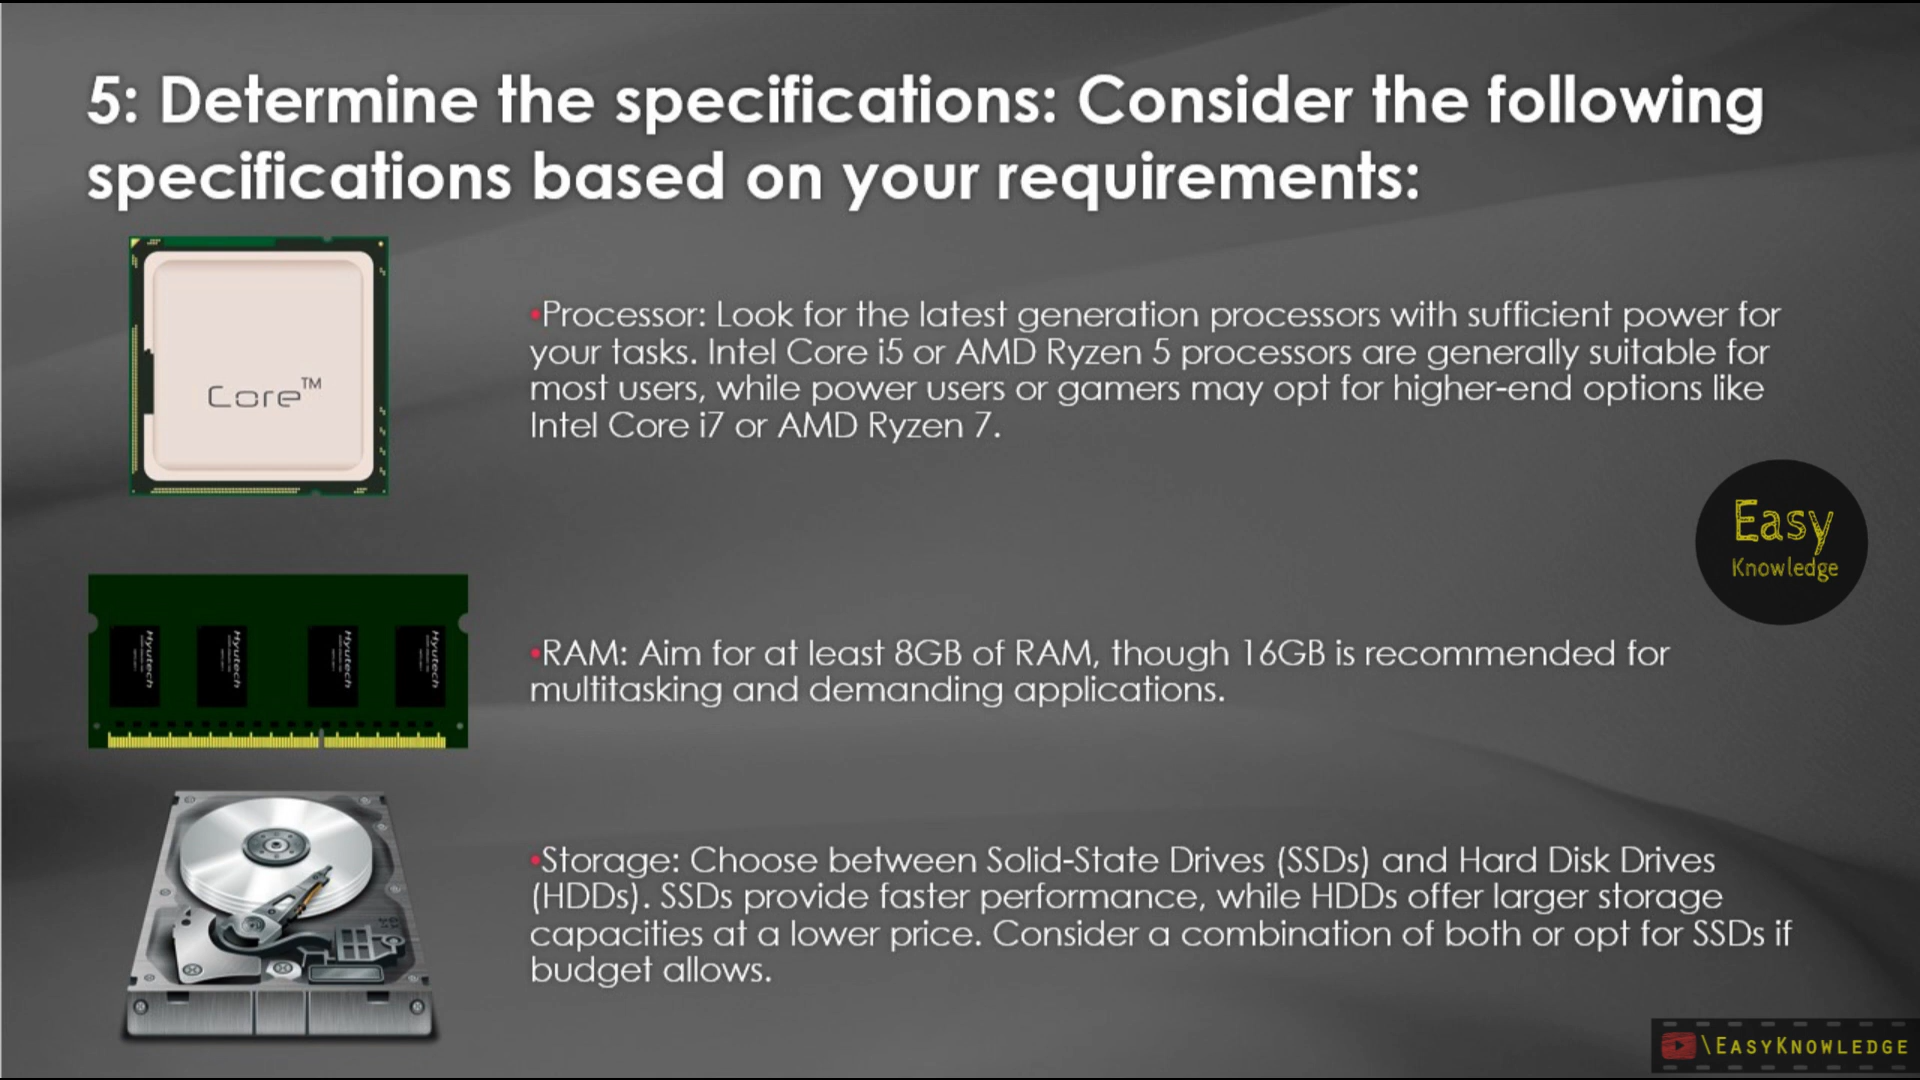 5: Determine the specifications: Consider the following
specifications based on your requirements:
Core™
•Processor: Look for the latest generation processors with sufficient power for
your tasks. Intel Core i5 or AMD Ryzen 5 processors are generally suitable for
most users, while power users or gamers may opt for higher-end options like
Intel Core i7 or AMD Ryzen 7.
Easy
Knowledge
Hyutech
Hyutech
Hyutech
Hyutech
•RAM: Aim for at least 8GB of RAM, though 16GB is recommended for
multitasking and demanding applications.
•Storage: Choose between Solid-State Drives (SSDs) and Hard Disk Drives
(HDDs). SSDs provide faster performance, while HDDs offer larger storage
capacities at a lower price. Consider a combination of both or opt for SSDs if
budget allows.
\EasyKnowledge